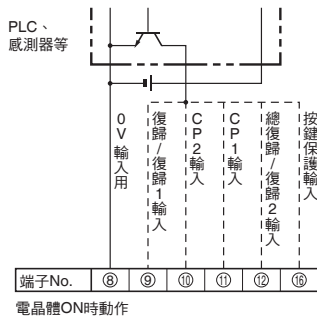 PLC、
感測器等
0V輸入用
復歸/復歸1輸入
CP2輸入
CP1輸入
總復歸/復歸2輸入
按鍵保護輸入
端子No. ⑧ ⑨ ⑩ ⑪ ⑫ ⑯
電晶體ON時動作